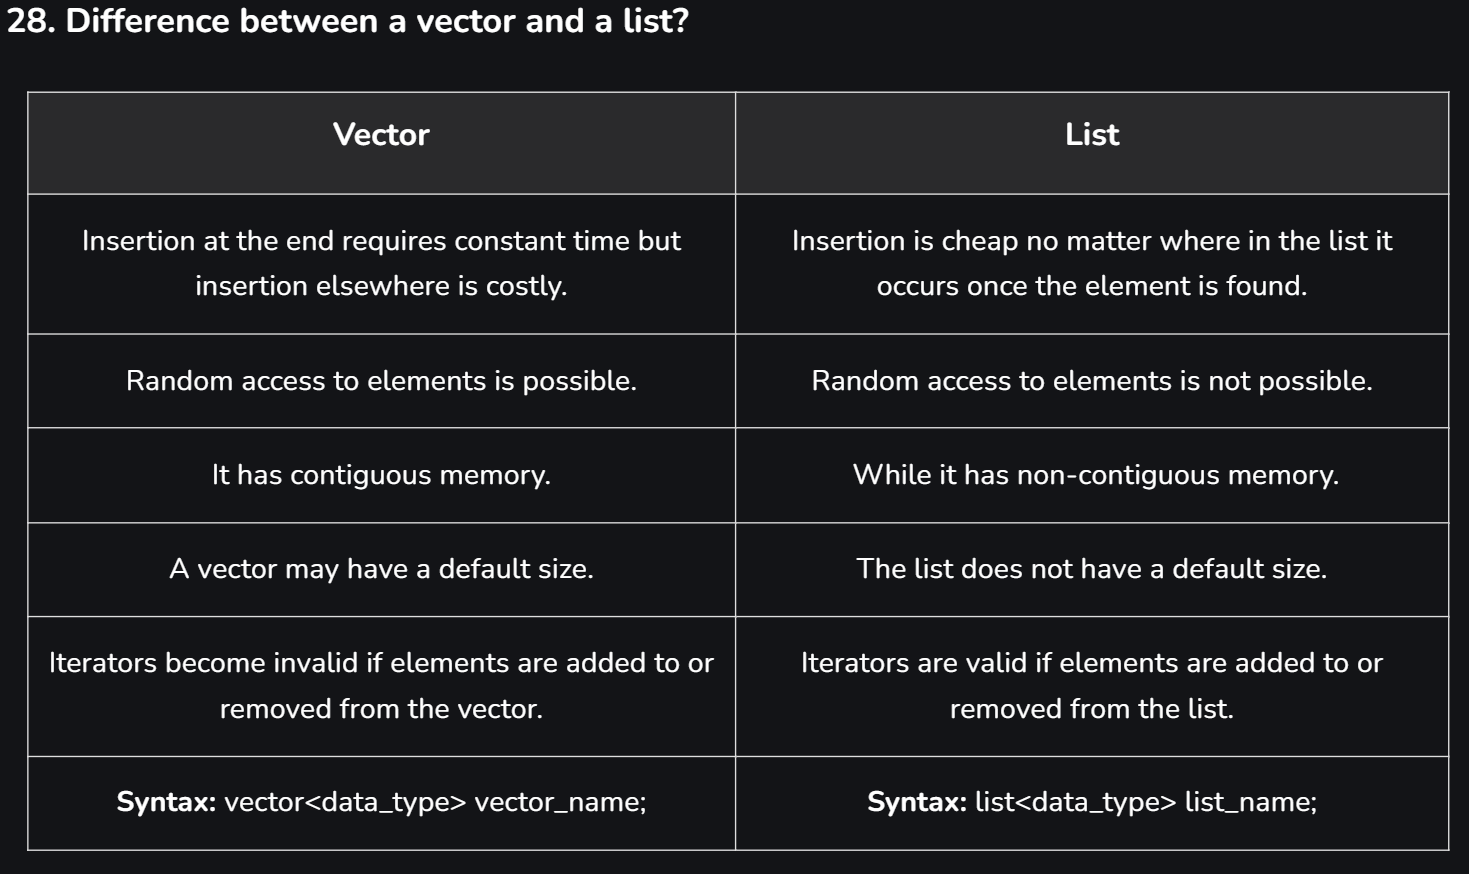 28. Difference between a vector and a list?
Vector
List
Insertion at the end requires constant time but
insertion elsewhere is costly.
Insertion is cheap no matter where in the list it
occurs once the element is found.
Random access to elements is possible.
Random access to elements is not possible.
It has contiguous memory.
While it has non-contiguous memory.
A vector may have a default size.
The list does not have a default size.
Iterators become invalid if elements are added to or
removed from the vector.
Iterators are valid if elements are added to or
removed from the list.
Syntax: vector<data_type> vector_name;
Syntax: list<data_type> list_name;